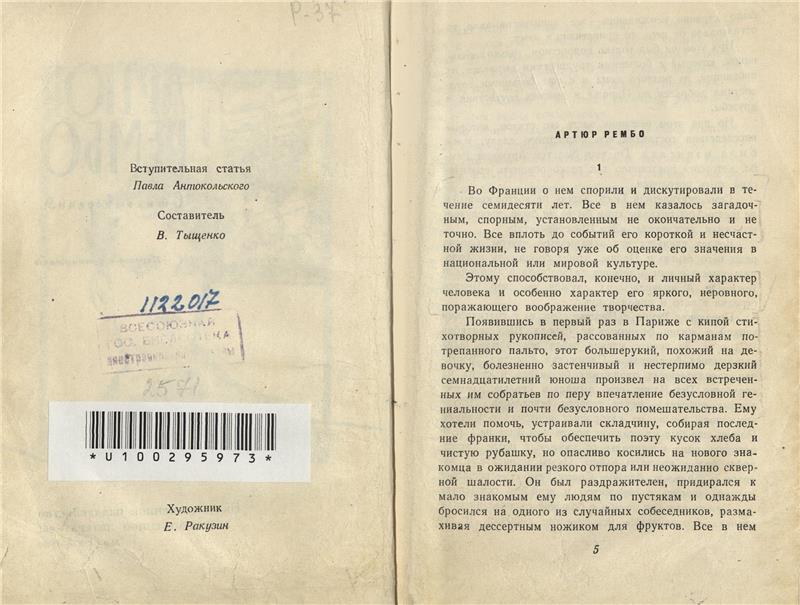 Р-37
Вступительная статья
Павла Антокольского
Составитель
В. Тыщенко
1122017
ВСЕСОЮЗНАЯ
ГОС. БИБЛИОТЕКА
2571
*U100295973*
Художник
Е. Ракузин
АРТЮР РЕМБО
1
Во Франции о нем спорили и дискутировали в те-
чение семидесяти лет. Все в нем казалось загадоч-
ным, спорным, установленным не окончательно и не
точно. Все вплоть до событий его короткой и несчаст-
ной жизни, не говоря уже об оценке его значения в
национальной или мировой культуре.
Этому способствовал, конечно, и личный характер
человека и особенно характер его яркого, неровного,
поражающего воображение творчества.
Появившись в первый раз в Париже с кипой сти-
хотворных рукописей, рассованных по карманам по-
трепанного пальто, этот большерукий, похожий на де-
вочку, болезненно застенчивый и нестерпимо дерзкий
семнадцатилетний юноша произвел на всех встречен-
ных им собратьев по перу впечатление безусловной ге-
ниальности и почти безусловного помешательства. Ему
хотели помочь, устраивали складчину, собирая послед-
ние франки, чтобы обеспечить поэту кусок хлеба и
чистую рубашку, но опасливо косились на нового зна-
комца в ожидании резкого отпора или неожиданно сквер-
ной шалости. Он был раздражителен, придирался к
мало знакомым ему людям по пустякам и однажды
бросился на одного из случайных собеседников, разма-
хивая дессертным ножиком для фруктов. Все в нем
5